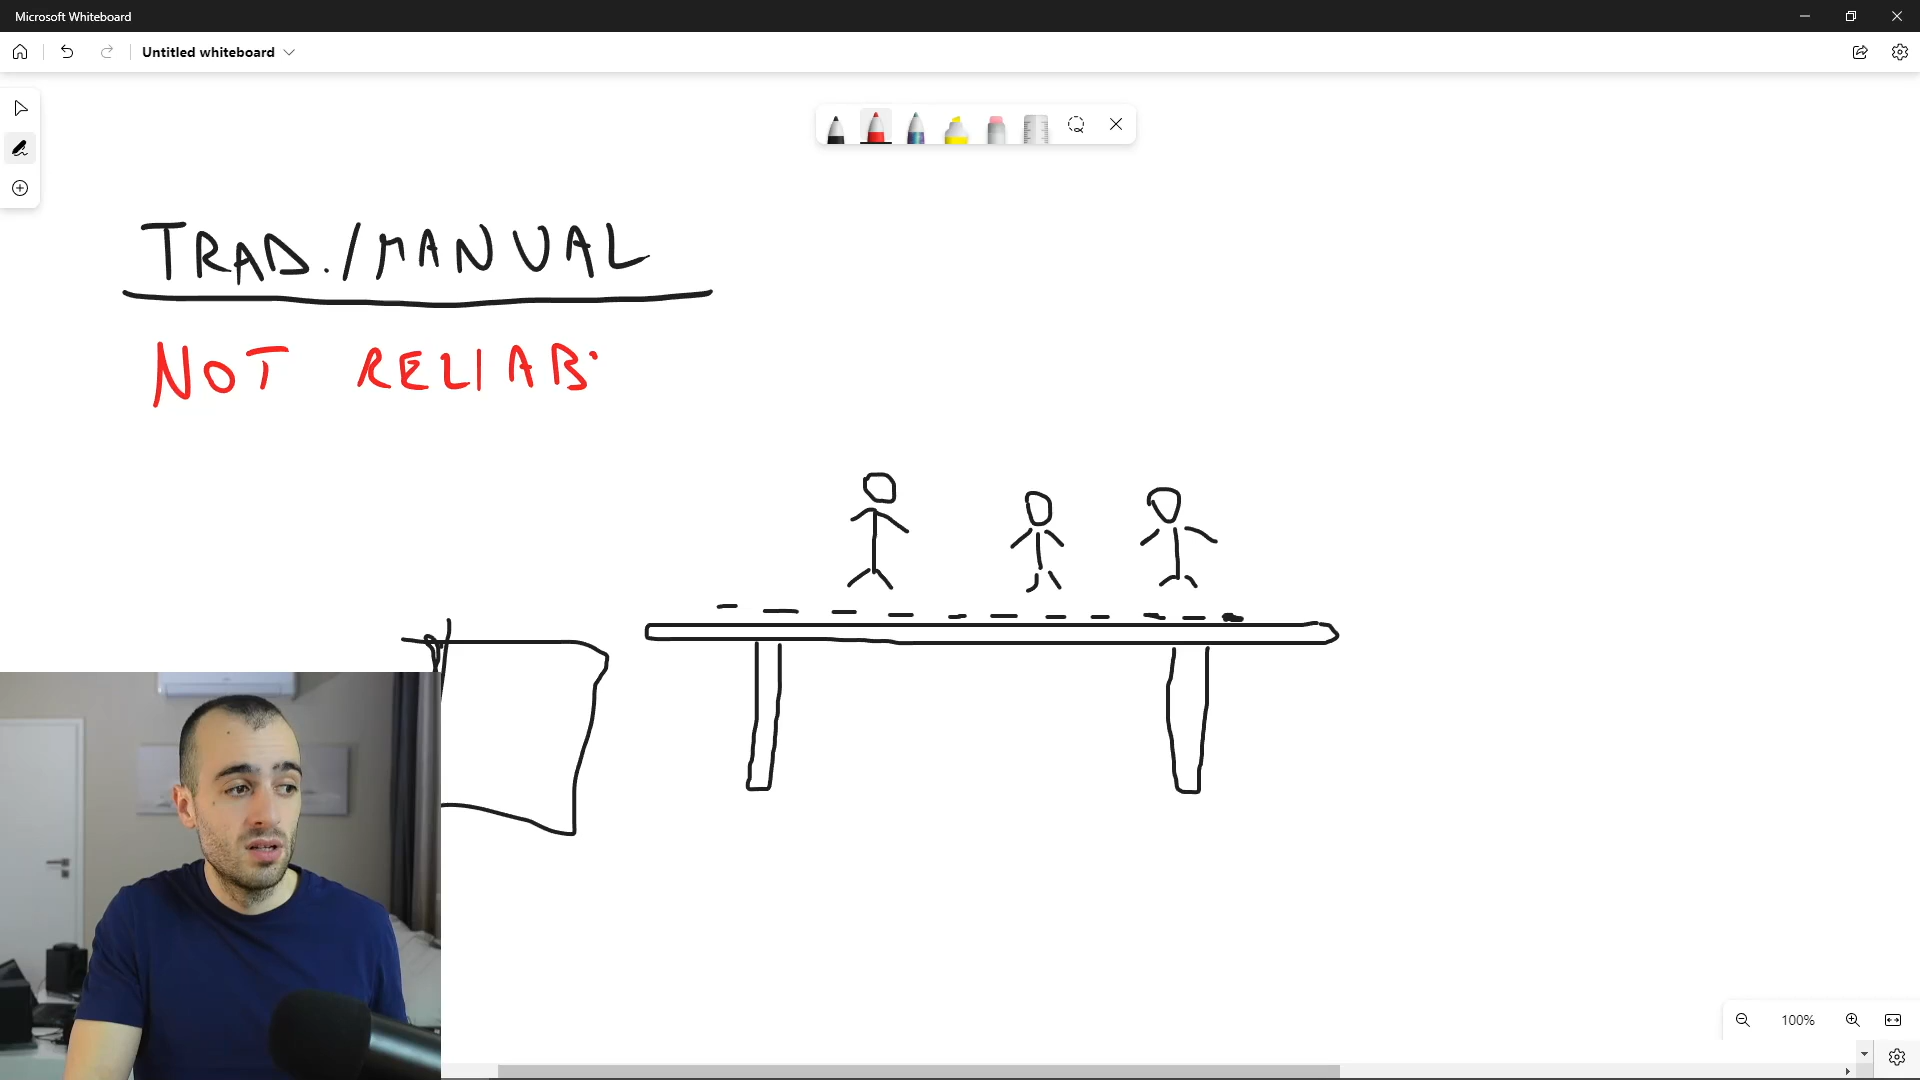 Microsoft Whiteboard
Untitled whiteboard
TRAD./MANUAL
NOT RELIAB
100%